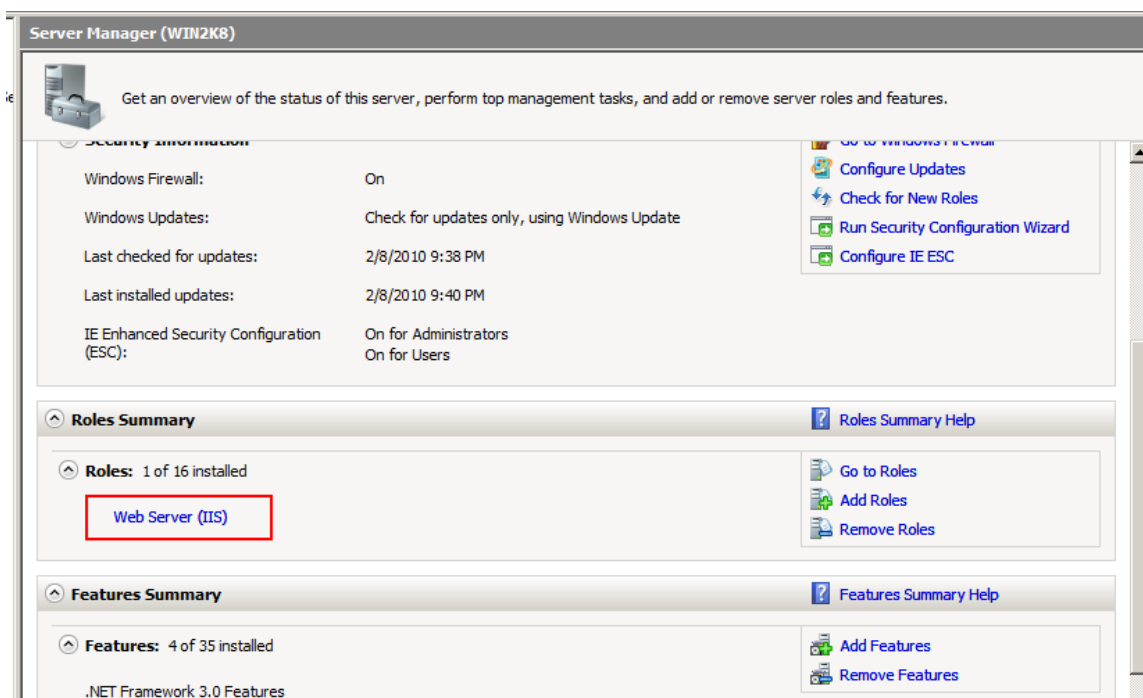 Server Manager (WIN2K8)
Get an overview of the status of this server, perform top management tasks, and add or remove server roles and features.
Security Information
Go to Windows Firewall
Windows Firewall: On
Configure Updates
Check for New Roles
Windows Updates: Check for updates only, using Windows Update
Run Security Configuration Wizard
Last checked for updates: 2/8/2010 9:38 PM
Configure IE ESC
Last installed updates: 2/8/2010 9:40 PM
IE Enhanced Security Configuration On for Administrators
(ESC): On for Users
Roles Summary Roles Summary Help
Roles: 1 of 16 installed Go to Roles
Add Roles
Web Server (IIS)
Remove Roles
Features Summary Features Summary Help
Features: 4 of 35 installed Add Features
Remove Features
.NET Framework 3.0 Features